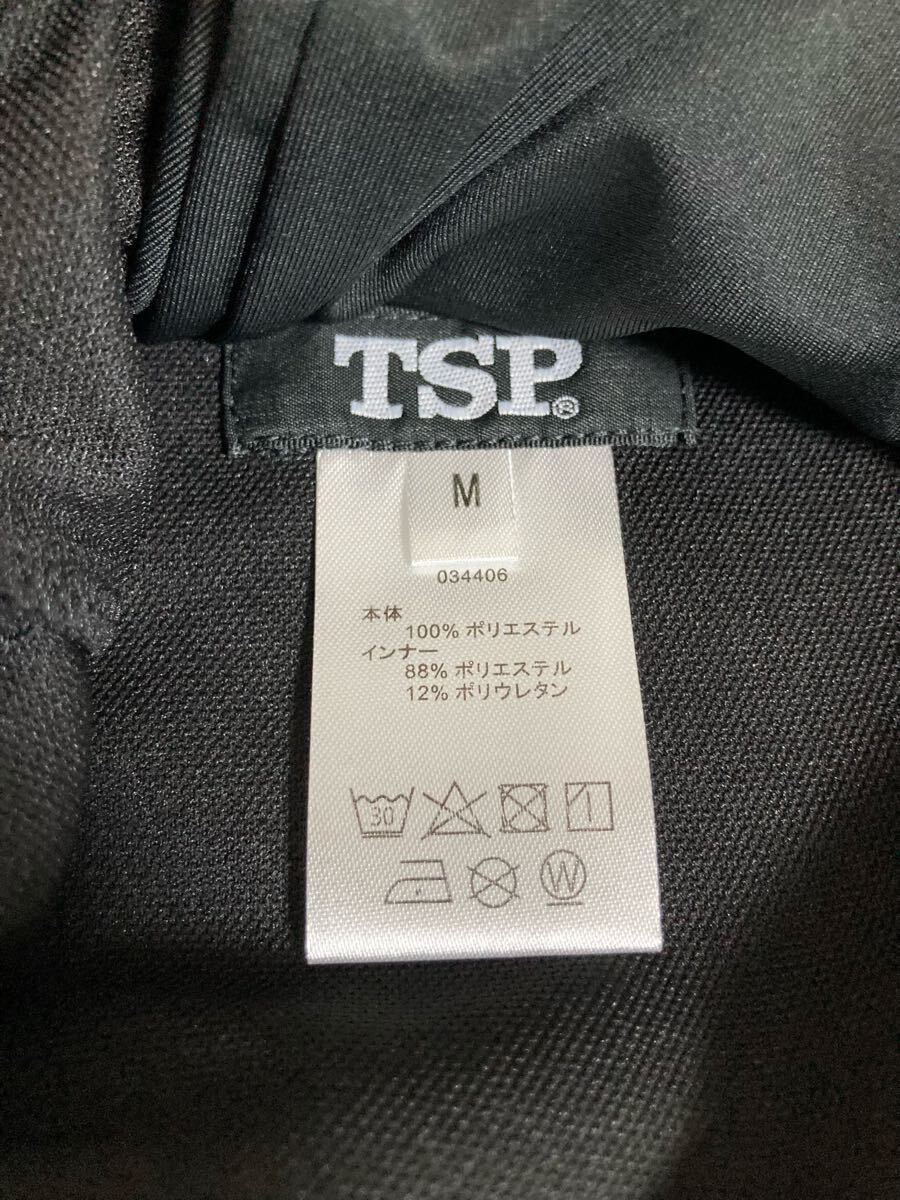 TSP®
M
034406
本体
100% ポリエステル
インナー
88% ポリエステル
12% ポリウレタン
30
W